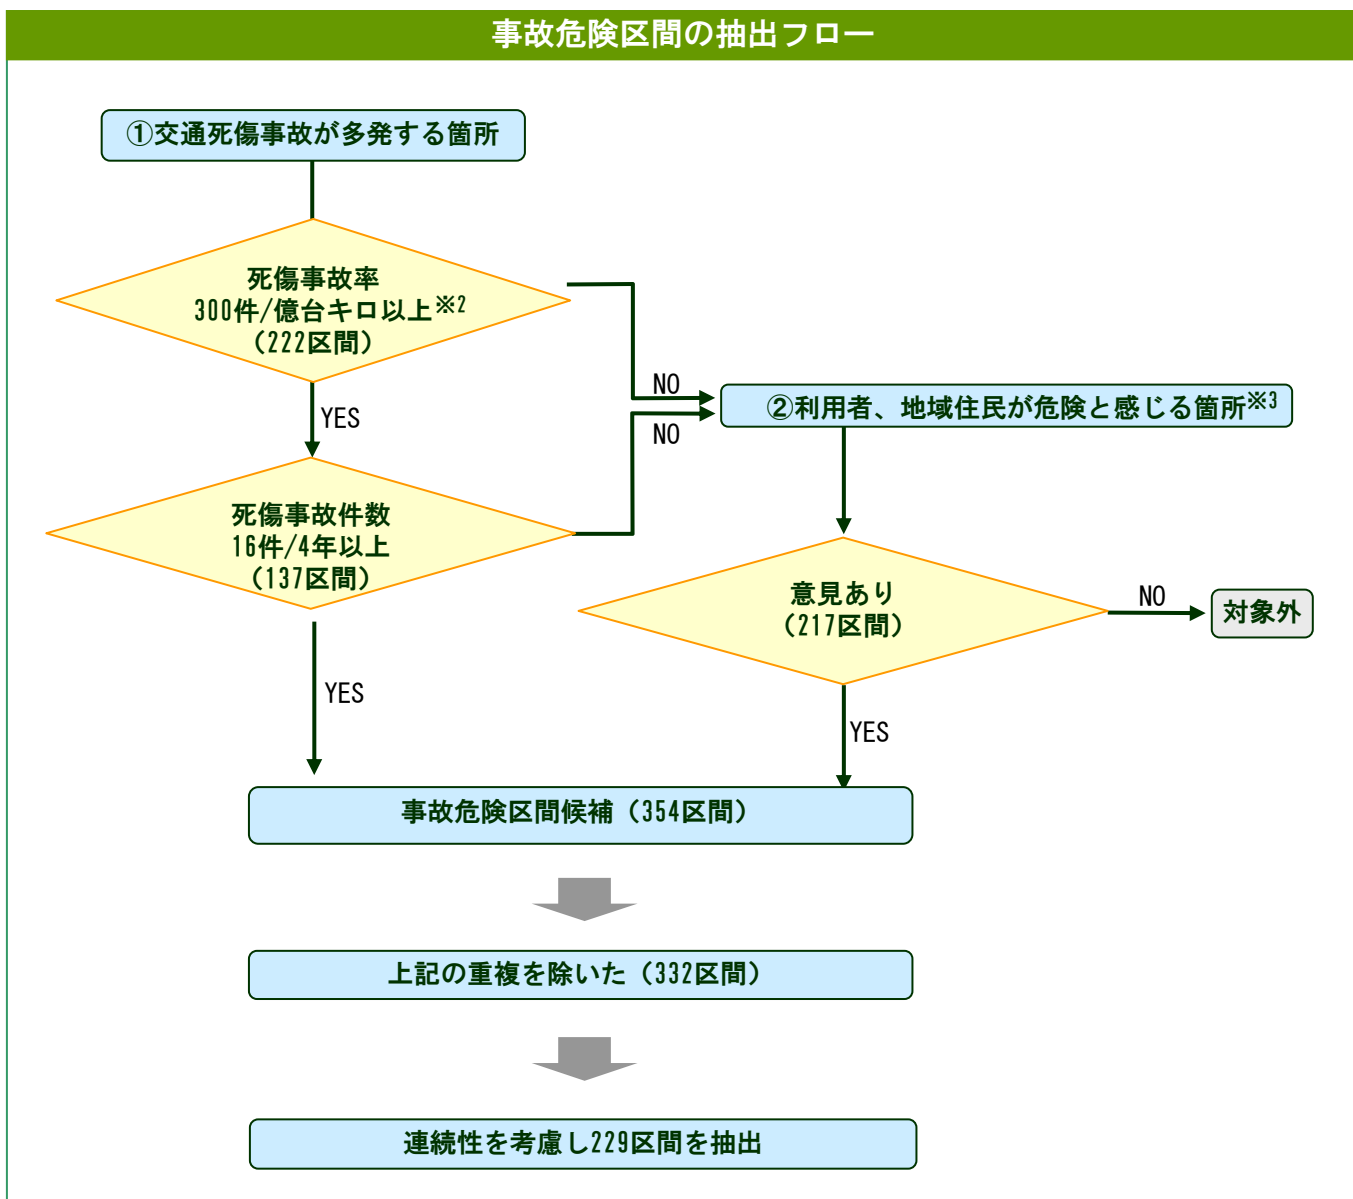 事故危険区間の抽出フロー
①交通死傷事故が多発する箇所
死傷事故率
300件/億台キロ以上※2
（222区間）
NO
YES
②利用者、地域住民が危険と感じる箇所※3
NO
死傷事故件数
16件/4年以上
（137区間）
意見あり
（217区間）
NO
対象外
YES
YES
事故危険区間候補（354区間）
上記の重複を除いた（332区間）
連続性を考慮し229区間を抽出